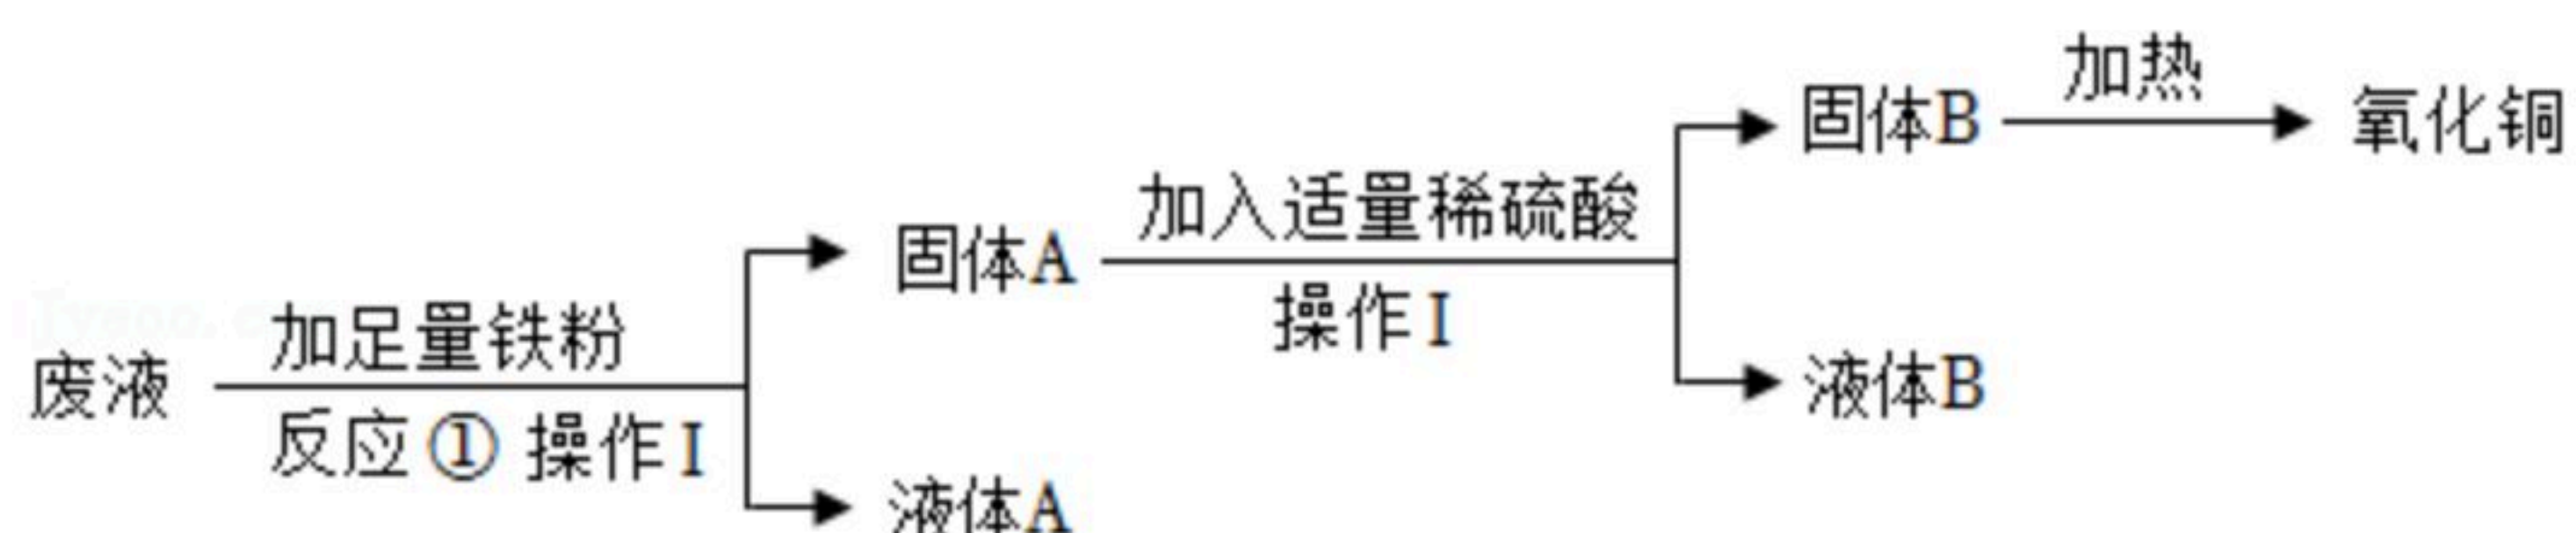 废液
加足量铁粉
反应①操作I
固体A
液体A
加入适量稀硫酸
操作I
固体B
液体B
加热
氧化铜